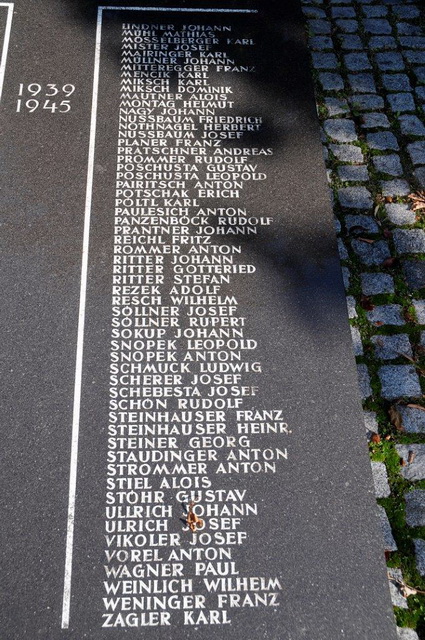 1939
1945
LINDNER JOHANN
MÜHL MATHIAS
MÖSSELBERGER KARL
MISTER JOSEF
MAIRINGER KARL
MÜLLNER JOHANN
MITTEREGGER FRANZ
MENCIK KARL
MIKSCH KARL
MIKSCH DOMINIK
MAUTNER ALOIS
MONTAG HELMUT
NAGY JOHANN
NUSSBAUM FRIEDRICH
NOTHNAGEL HERBERT
NUSSBAUM JOSEF
PLANER FRANZ
PRATSCHNER ANDREAS
PROMMER RUDOLF
PÖSCHUSTA GUSTAV
PÖSCHUSTA LEOPOLD
PAIRITSCH ANTON
POTSCHAK ERICH
PÖLTL KARL
PAULESICH ANTON
PANZENBÖCK RUDOLF
PRANTNER JOHANN
REICHL FRITZ
ROMMER ANTON
RITTER JOHANN
RITTER GOTTFRIED
RITTER STEFAN
REZEK ADOLF
RESCH WILHELM
SÖLLNER JOSEF
SÖLLNER RUPERT
SOKUP JOHANN
SNOPEK LEOPOLD
SNOPEK ANTON
SCHMUCK LUDWIG
SCHERER JOSEF
SCHEBESTA JOSEF
SCHÖN RUDOLF
STEINHAUSER FRANZ
STEINHAUSER HEINR.
STEINER GEORG
STAUDINGER ANTON
STROMMER ANTON
STIEL ALOIS
STÖHR GUSTAV
ULLRICH JOHANN
ULRICH JOSEF
VIKOLER JOSEF
VOREL ANTON
WAGNER PAUL
WEINLICH WILHELM
WENINGER FRANZ
ZAGLER KARL